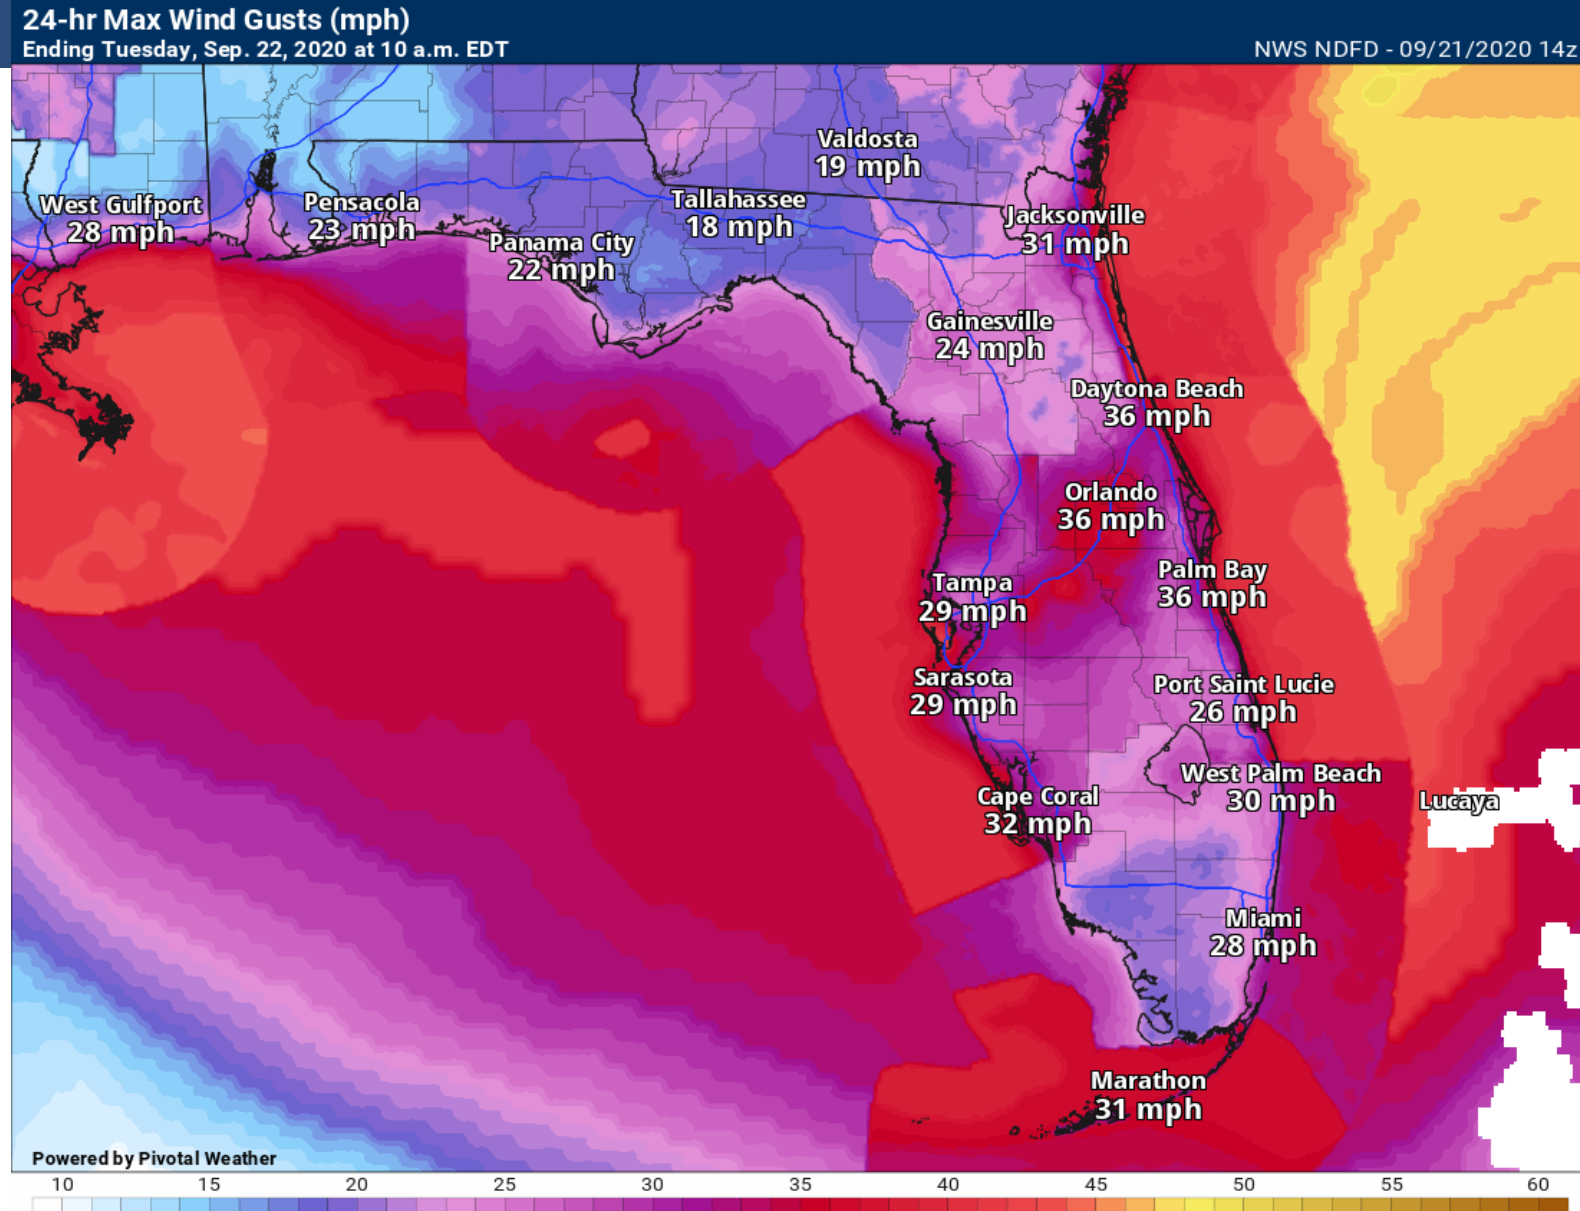 24-hr Max Wind Gusts (mph)
Ending Tuesday, Sep. 22, 2020 at 10 a.m. EDT
NWS NDFD - 09/21/2020 14z
Valdosta
19 mph
West Gulfport
28 mph
Pensacola
23 mph
Tallahassee
18 mph
Jacksonville
31 mph
Panama City
22 mph
Gainesville
24 mph
Daytona Beach
36 mph
Orlando
36 mph
Palm Bay
36 mph
Tampa
29 mph
Sarasota
29 mph
Port Saint Lucie
26 mph
West Palm Beach
30 mph
Lucaya
Cape Coral
32 mph
Miami
28 mph
Marathon
31 mph
Powered by Pivotal Weather
10 15 20 25 30 35 40 45 50 55 60